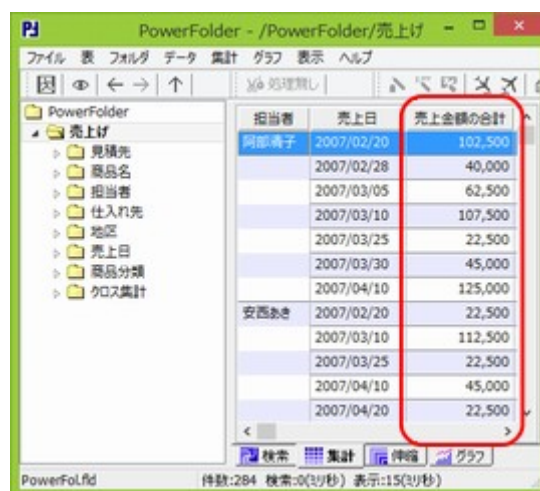 PowerFolder - /PowerFolder/売上げ
ファイル 表 フォルダ データ 集計 グラフ 表示 ヘルプ
処理無し
PowerFolder
売上げ
見積先
商品名
担当者
仕入れ先
地区
売上日
商品分類
クロス集計
担当者 売上日 売上金額の合計
阿部清子 2007/02/20 102,500
2007/02/28 40,000
2007/03/05 62,500
2007/03/10 107,500
2007/03/25 22,500
2007/03/30 45,000
2007/04/10 125,000
安西あき 2007/02/20 22,500
2007/03/10 112,500
2007/03/25 22,500
2007/04/10 45,000
2007/04/20 22,500
検索 集計 伸縮 グラフ
PowerFol.fld 件数:284 検索:0(ミリ秒) 表示:15(ミリ秒)